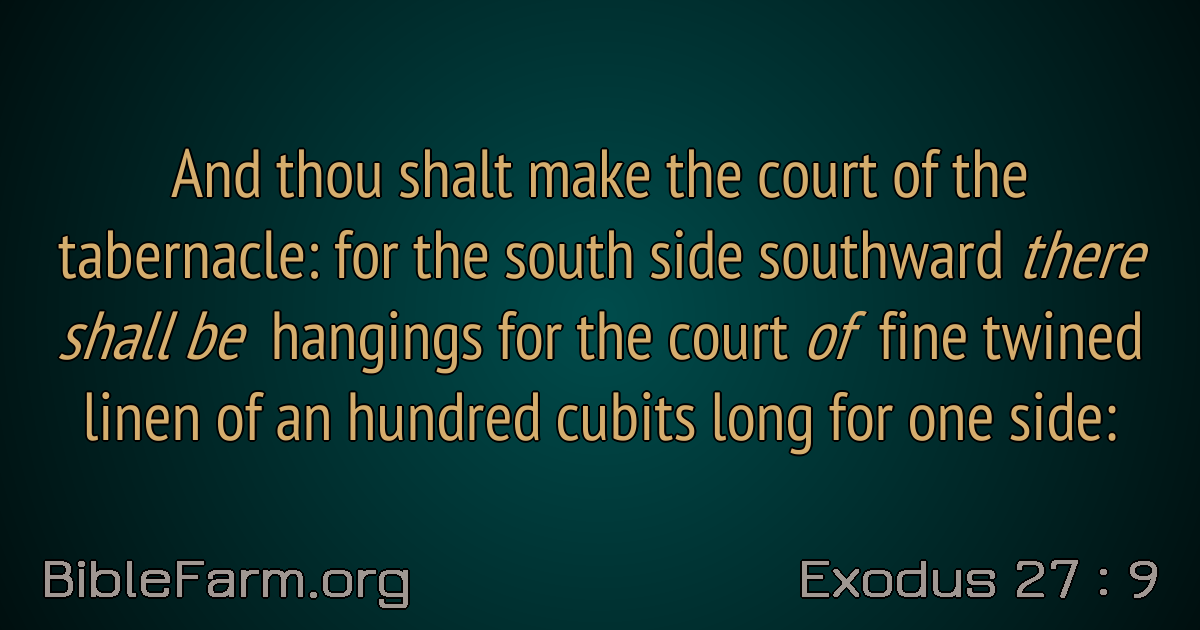 And thou shalt make the court of the
tabernacle: for the south side southward there
shall be hangings for the court of fine twined
linen of an hundred cubits long for one side:
BibleFarm.org
Exodus 27 : 9